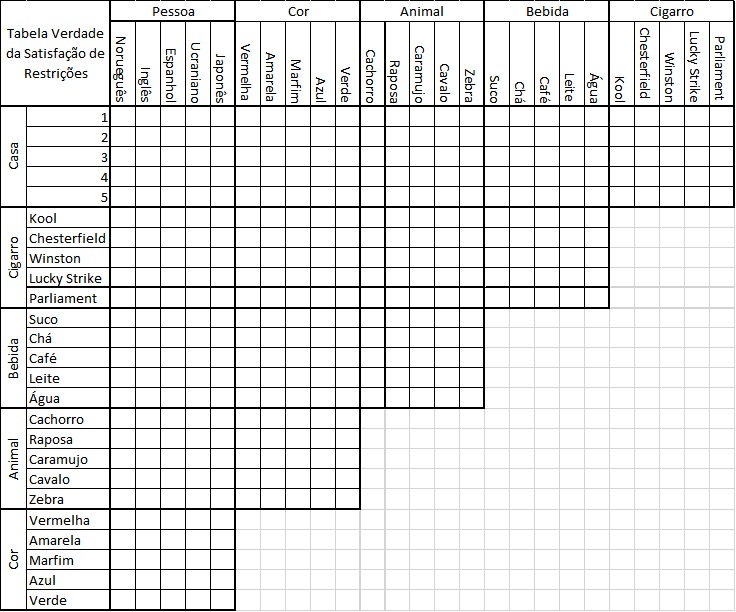 Tabela Verdade
da Satisfação de
Restrições
Pessoa
Cor
Animal
Bebida
Cigarro
Norueguês
Inglês
Espanhol
Ucraniano
Japonês
Vermelha
Amarela
Marfim
Azul
Verde
Cachorro
Raposa
Caramujo
Cavalo
Zebra
Suco
Chá
Café
Leite
Água
Kool
Chesterfield
Winston
Lucky Strike
Parliament
Casa
1
2
3
4
5
Cigarro
Kool
Chesterfield
Winston
Lucky Strike
Parliament
Bebida
Suco
Chá
Café
Leite
Água
Animal
Cachorro
Raposa
Caramujo
Cavalo
Zebra
Cor
Vermelha
Amarela
Marfim
Azul
Verde